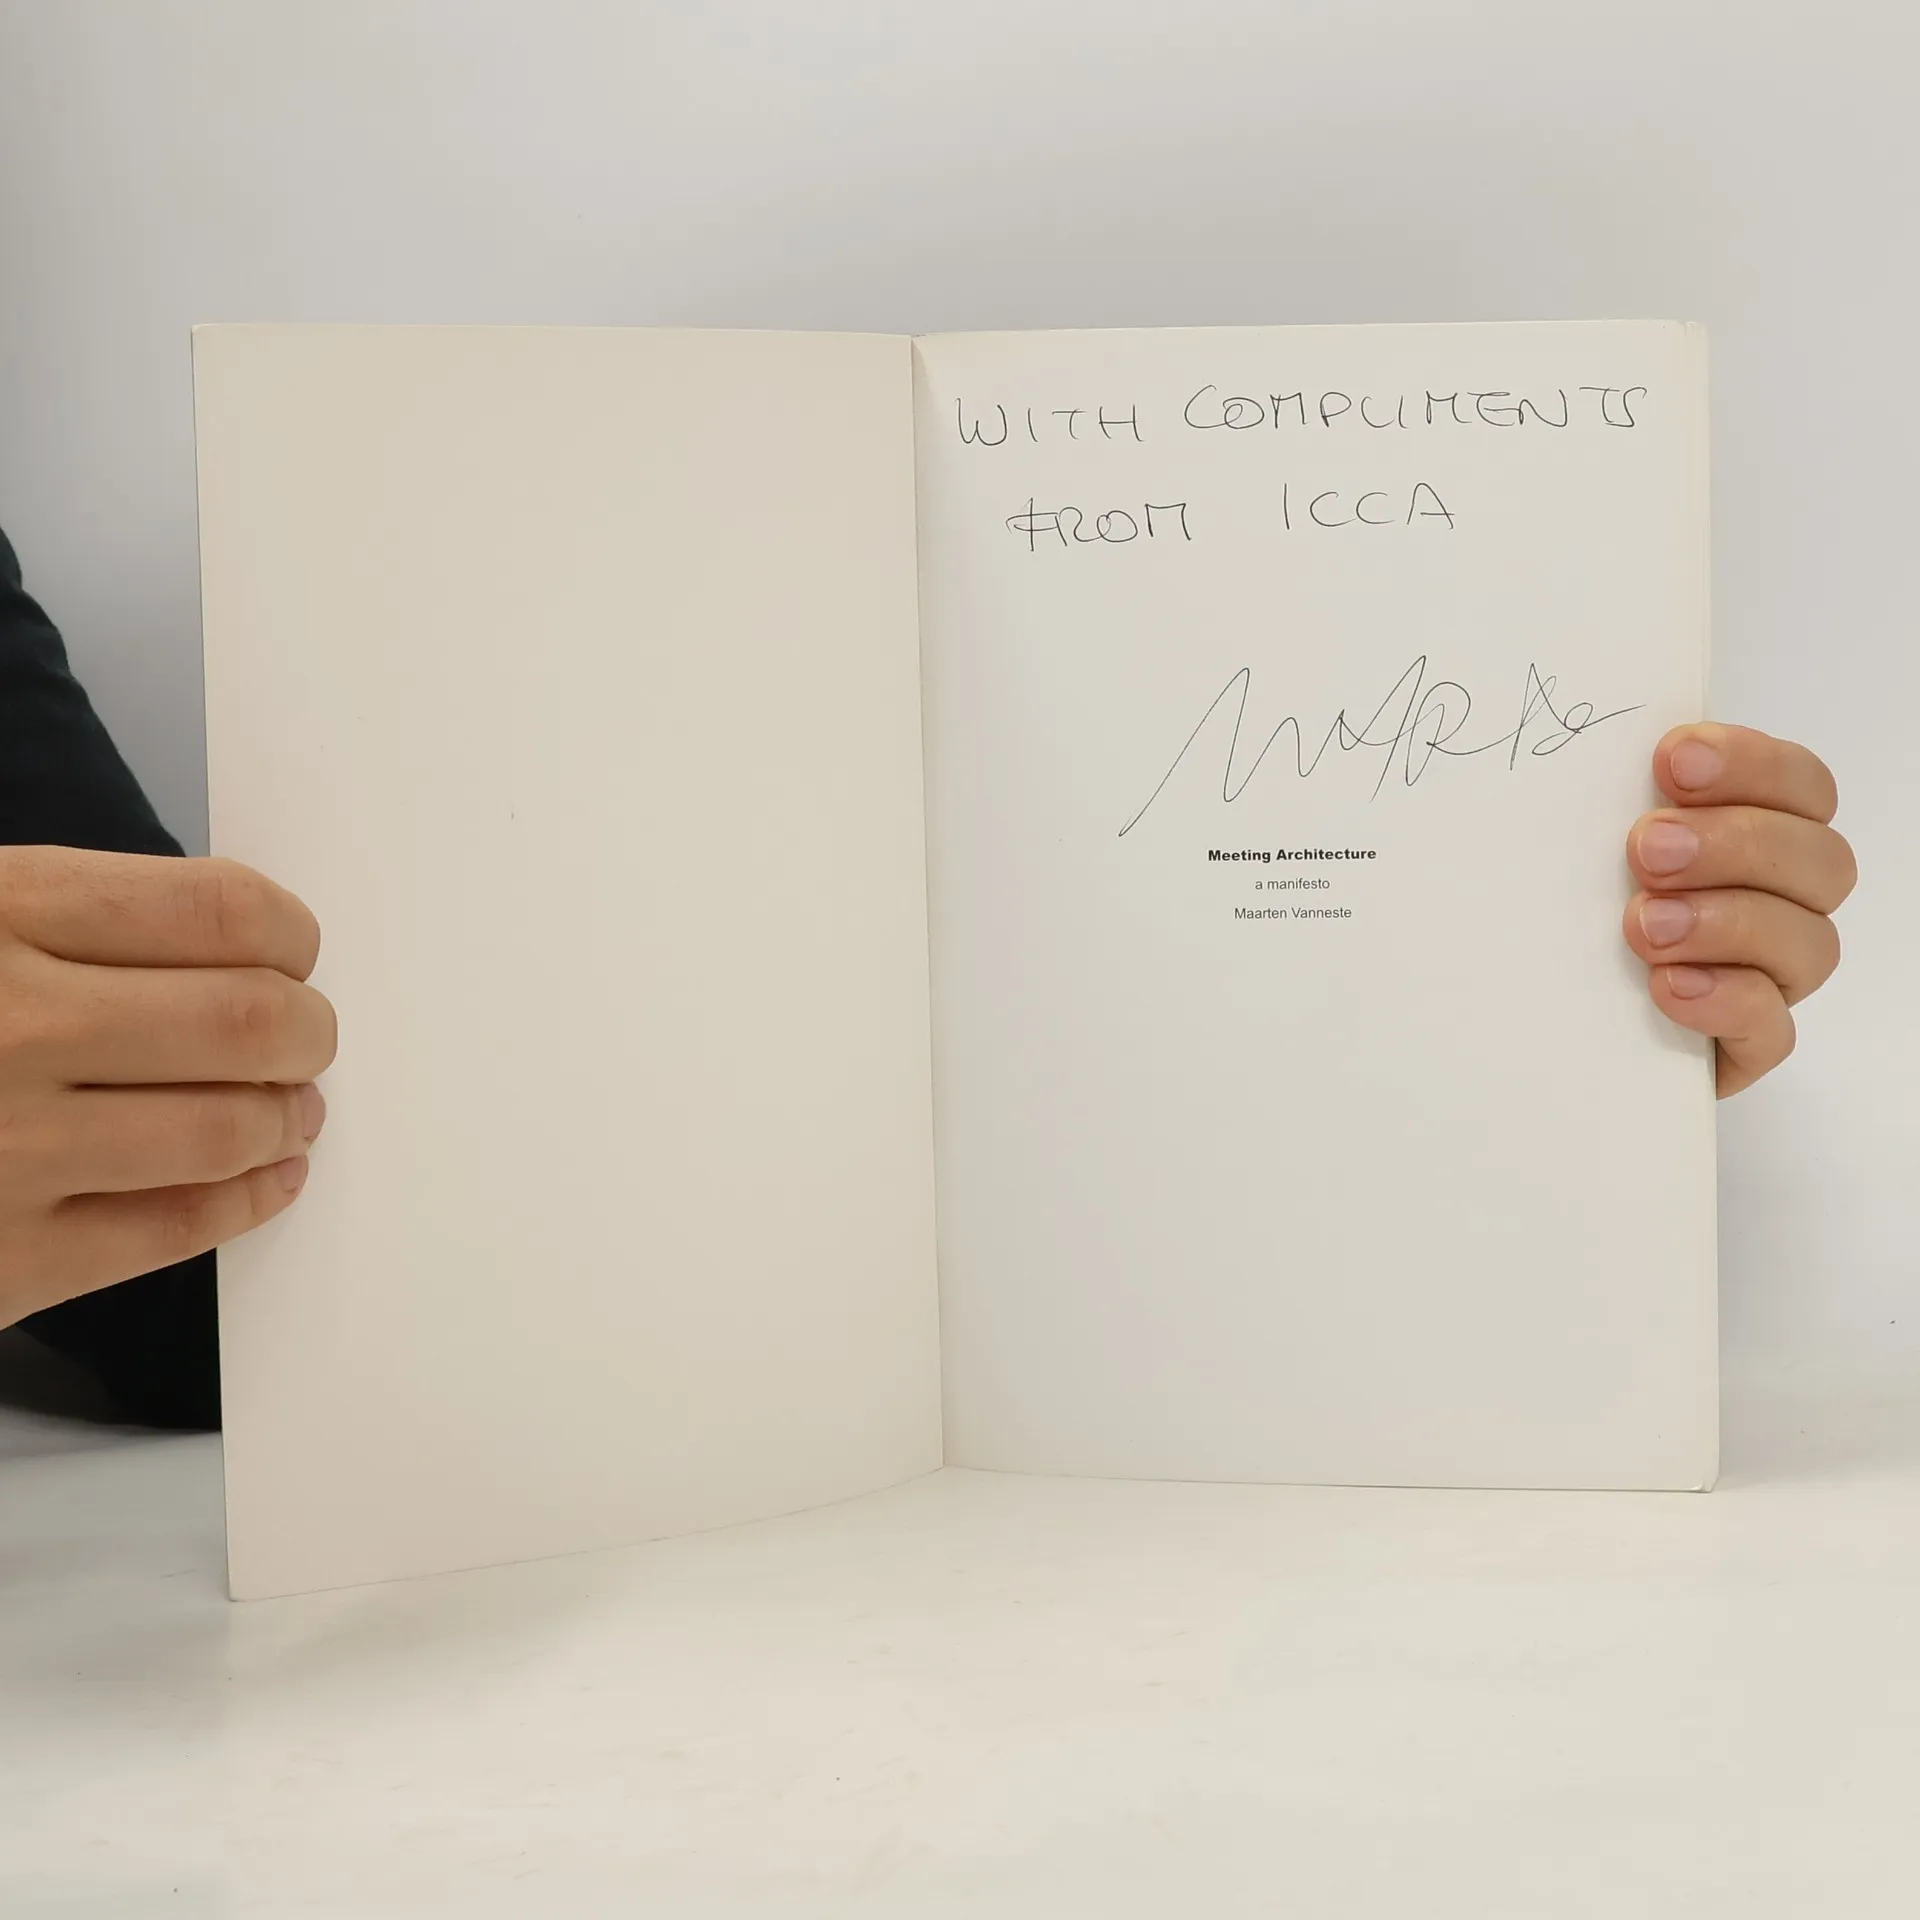 WITH COMPLIMENTS
FROM ICCA
Meeting Architecture
a manifesto
Maarten Vanneste